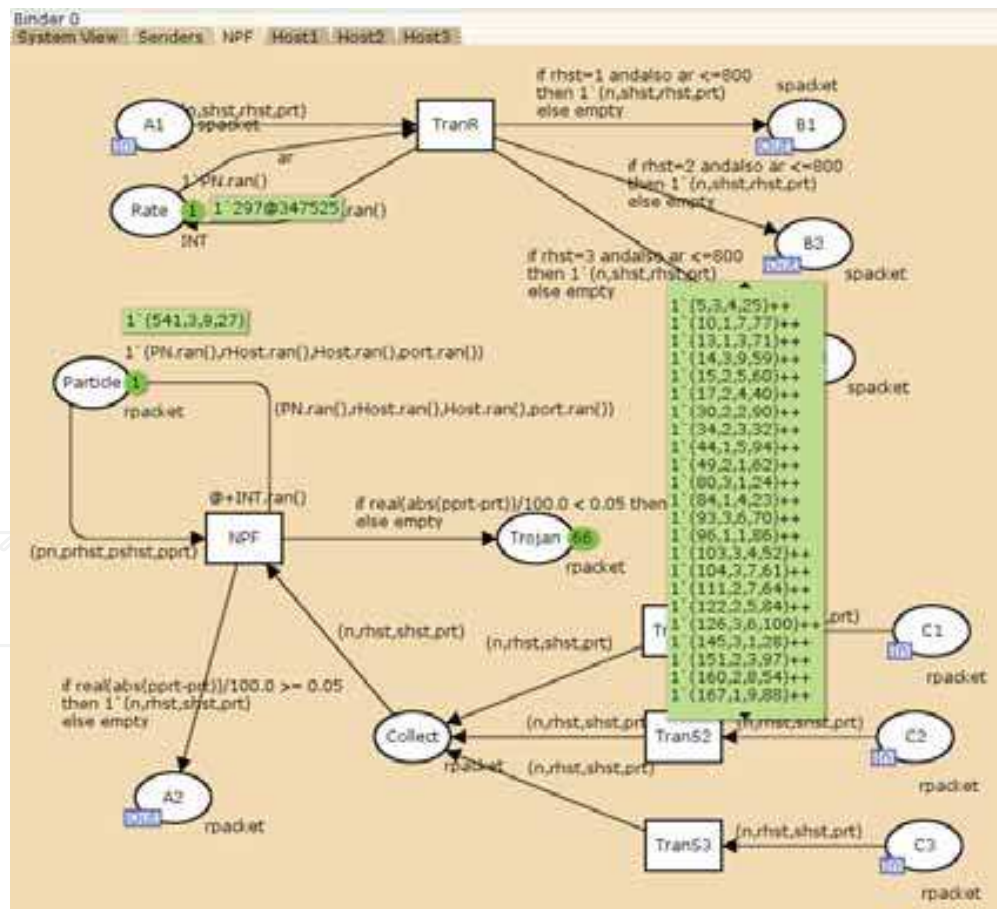 Binder 0
System View Senders NPF Host1 Host2 Host3
if rhst=1 andalso ar <=800
then 1`(n,shst,rhst,prt)
else empty
spacket
A1
(n,shst,rhst,prt)
spacket
In
TranR
B1
Out
ar
if rhst=2 andalso ar <=800
then 1`(n,shst,rhst,prt)
else empty
1`PN.ran()
Rate
1
1`297@347525
.ran()
INT
B2
Out
spacket
if rhst=3 andalso ar <=800
then 1`(n,shst,rhst,prt)
else empty
1`(5,3,4,25)++
1`(10,1,7,77)++
1`(13,1,3,71)++
1`(14,3,9,59)++
1`(15,2,5,60)++
1`(17,2,4,40)++
1`(30,2,2,90)++
1`(34,2,3,32)++
1`(44,1,5,94)++
1`(49,2,1,62)++
1`(80,3,1,24)++
1`(84,1,4,23)++
1`(93,3,6,70)++
1`(96,1,1,86)++
1`(103,3,4,52)++
1`(104,3,7,61)++
1`(111,2,7,64)++
1`(122,2,5,84)++
1`(126,3,6,100)++
1`(145,3,1,28)++
1`(151,2,3,97)++
1`(160,2,8,54)++
1`(167,1,9,88)++
spacket
1`(541,3,9,27)
1`(PN.ran(),rHost.ran(),Host.ran(),port.ran())
Particle
1
rpacket
(PN.ran(),rHost.ran(),Host.ran(),port.ran())
@+INT.ran()
if real(abs(pprt-prt))/100.0 < 0.05 then
else empty
NPF
Trojan
66
rpacket
(pn,prhst,pshst,pprt)
(n,rhst,shst,prt)
(n,rhst,shst,prt)
prt)
C1
In
rpacket
if real(abs(pprt-prt))/100.0 >= 0.05
then 1`(n,rhst,shst,prt)
else empty
Collect
rpacket
(n,rhst,shst,prt)
TranS2
(n,rhst,shst,prt)
C2
In
rpacket
(n,rhst,shst,prt)
A2
Out
rpacket
TranS3
(n,rhst,shst,prt)
C3
In
rpacket